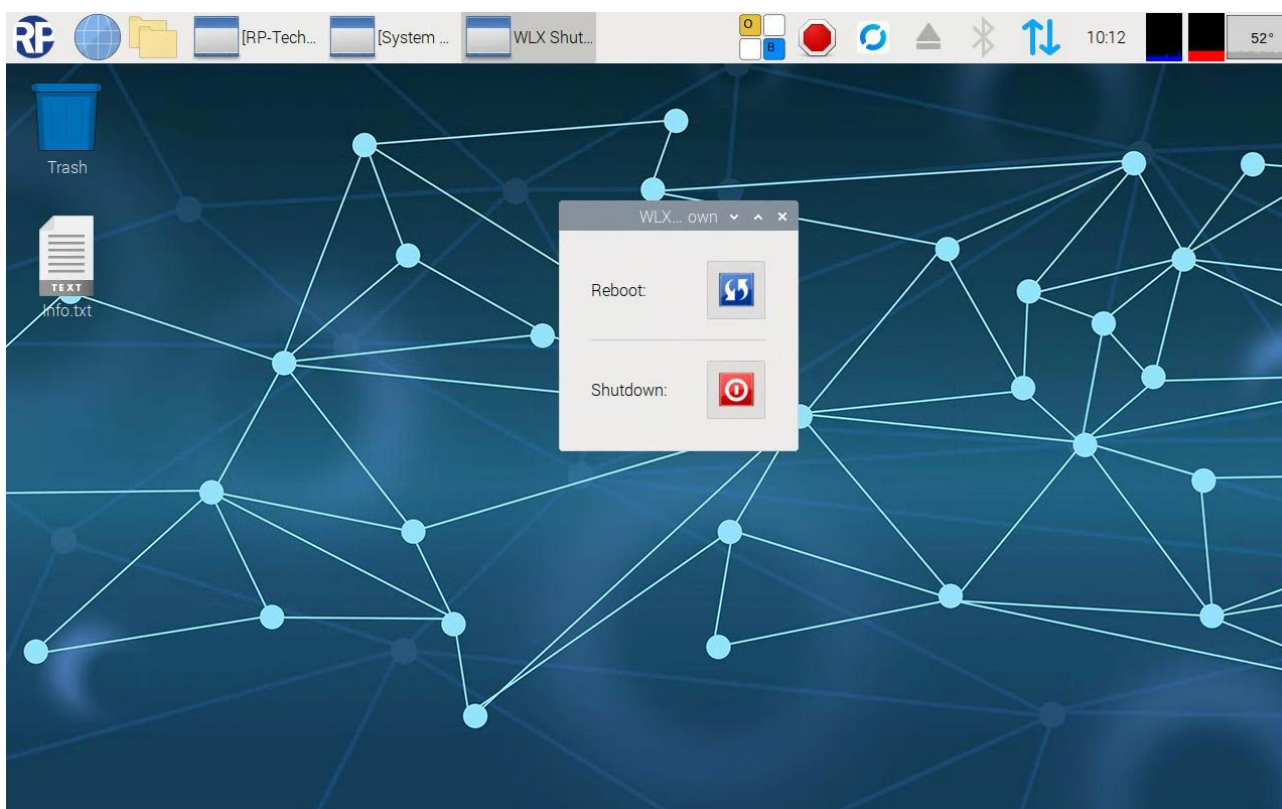 RP
[RP-Tech...
[System ...
WLX Shut...
O
B
10:12
52°
Trash
TEXT
Info.txt
WLX... own
Reboot:
Shutdown: